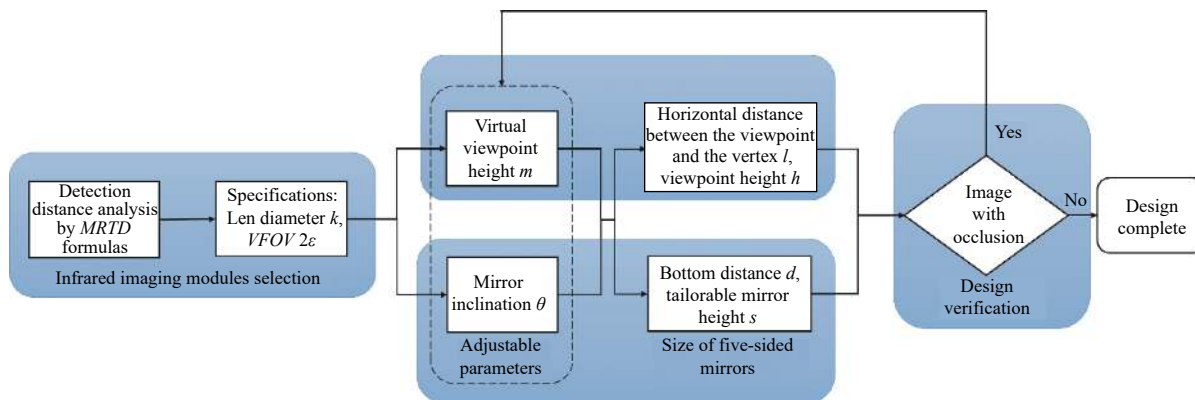 Detection
distance analysis
by MRTD
formulas
Specifications:
Len diameter k,
VFOV 2ε
Infrared imaging modules selection
Virtual
viewpoint
height m
Mirror
inclination θ
Adjustable
parameters
Horizontal distance
between the viewpoint
and the vertex l,
viewpoint height h
Bottom distance d,
tailorable mirror
height s
Size of five-sided
mirrors
Yes
Image
with
occlusion
No
Design
verification
Design
complete